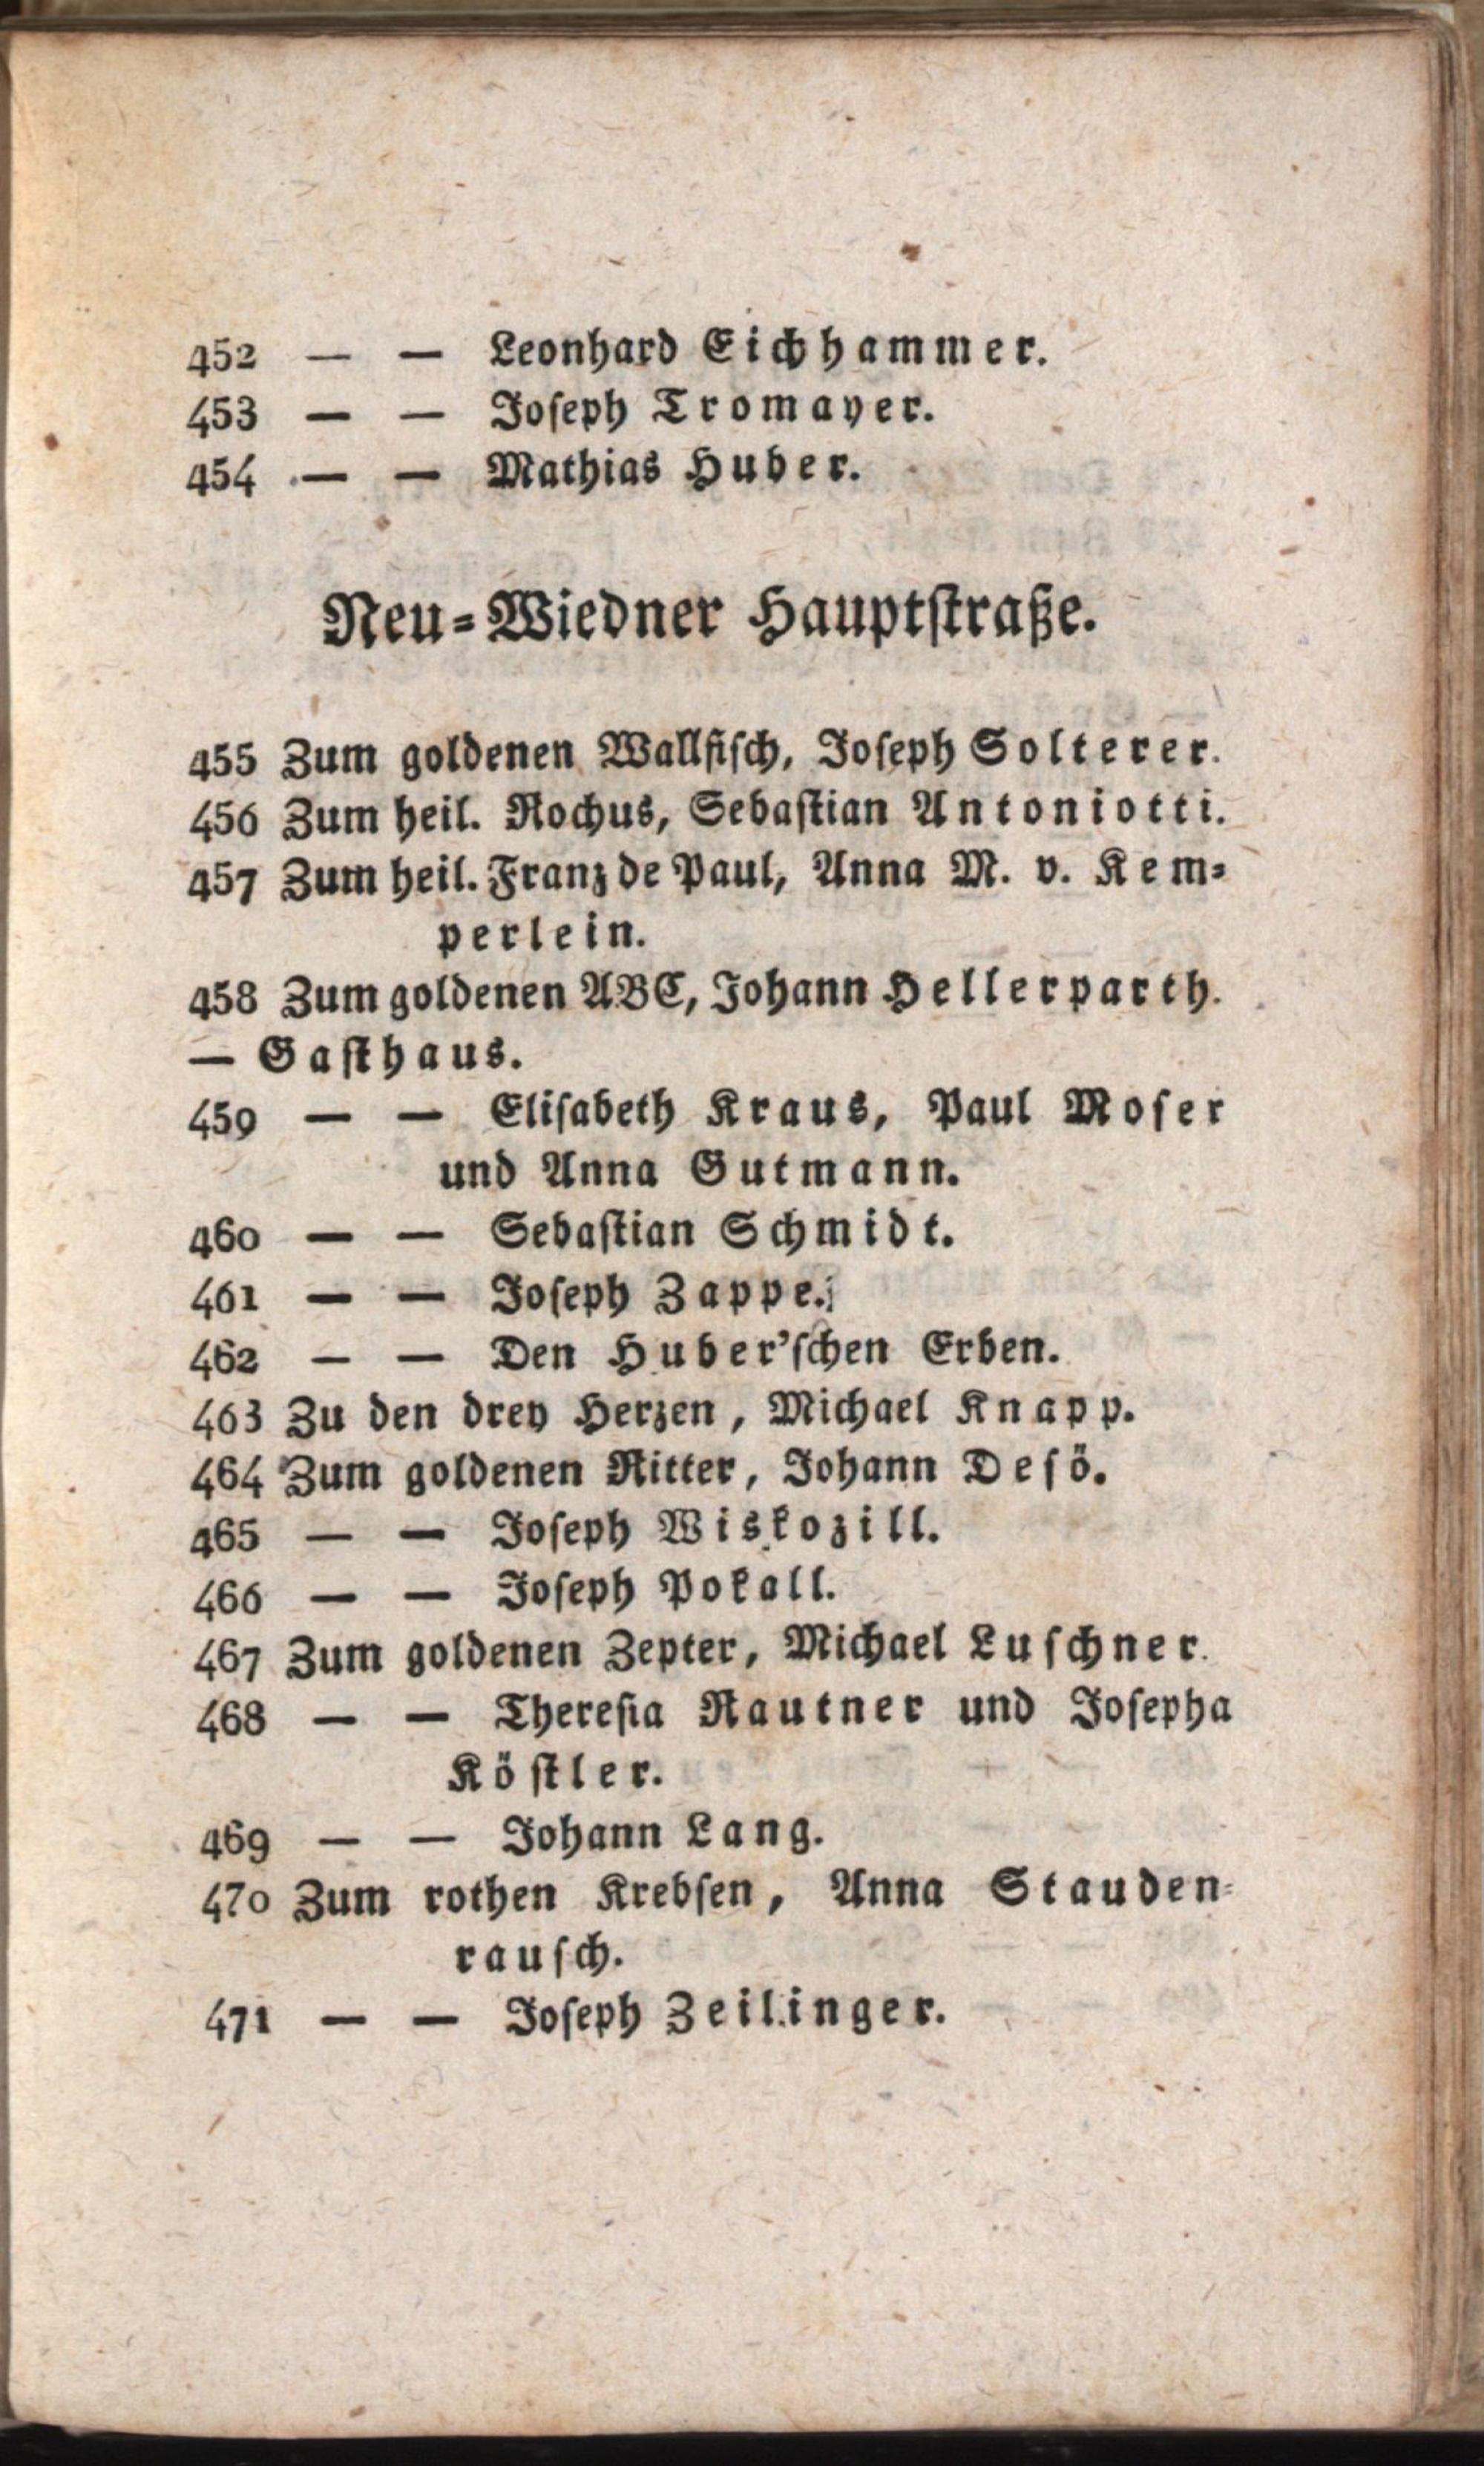 452 — — Leonhard Eichhammer.
453 — — Joseph Tromayer.
454 — — Mathias Huber.
Neu-Wiedner Hauptstraße.
455 Zum goldenen Wallfisch, Joseph Solterer.
456 Zum heil. Rochus, Sebastian Antoniotti.
457 Zum heil. Franz de Paul, Anna M. v. Kem-
perlein.
458 Zum goldenen ABC, Johann Hellerparth.
— Gasthaus.
459 — — Elisabeth Kraus, Paul Moser
und Anna Gutmann.
460 — — Sebastian Schmidt.
461 — — Joseph Zappe.
462 — — Den Huber'schen Erben.
463 Zu den drey Herzen, Michael Knapp.
464 Zum goldenen Ritter, Johann Desö.
465 — — Joseph Wiskozill.
466 — — Joseph Pokall.
467 Zum goldenen Zepter, Michael Luschner.
468 — — Theresia Rautner und Josepha
Köstler.
469 — — Johann Lang.
470 Zum rothen Krebsen, Anna Stauden-
rausch.
471 — — Joseph Zeilinger.